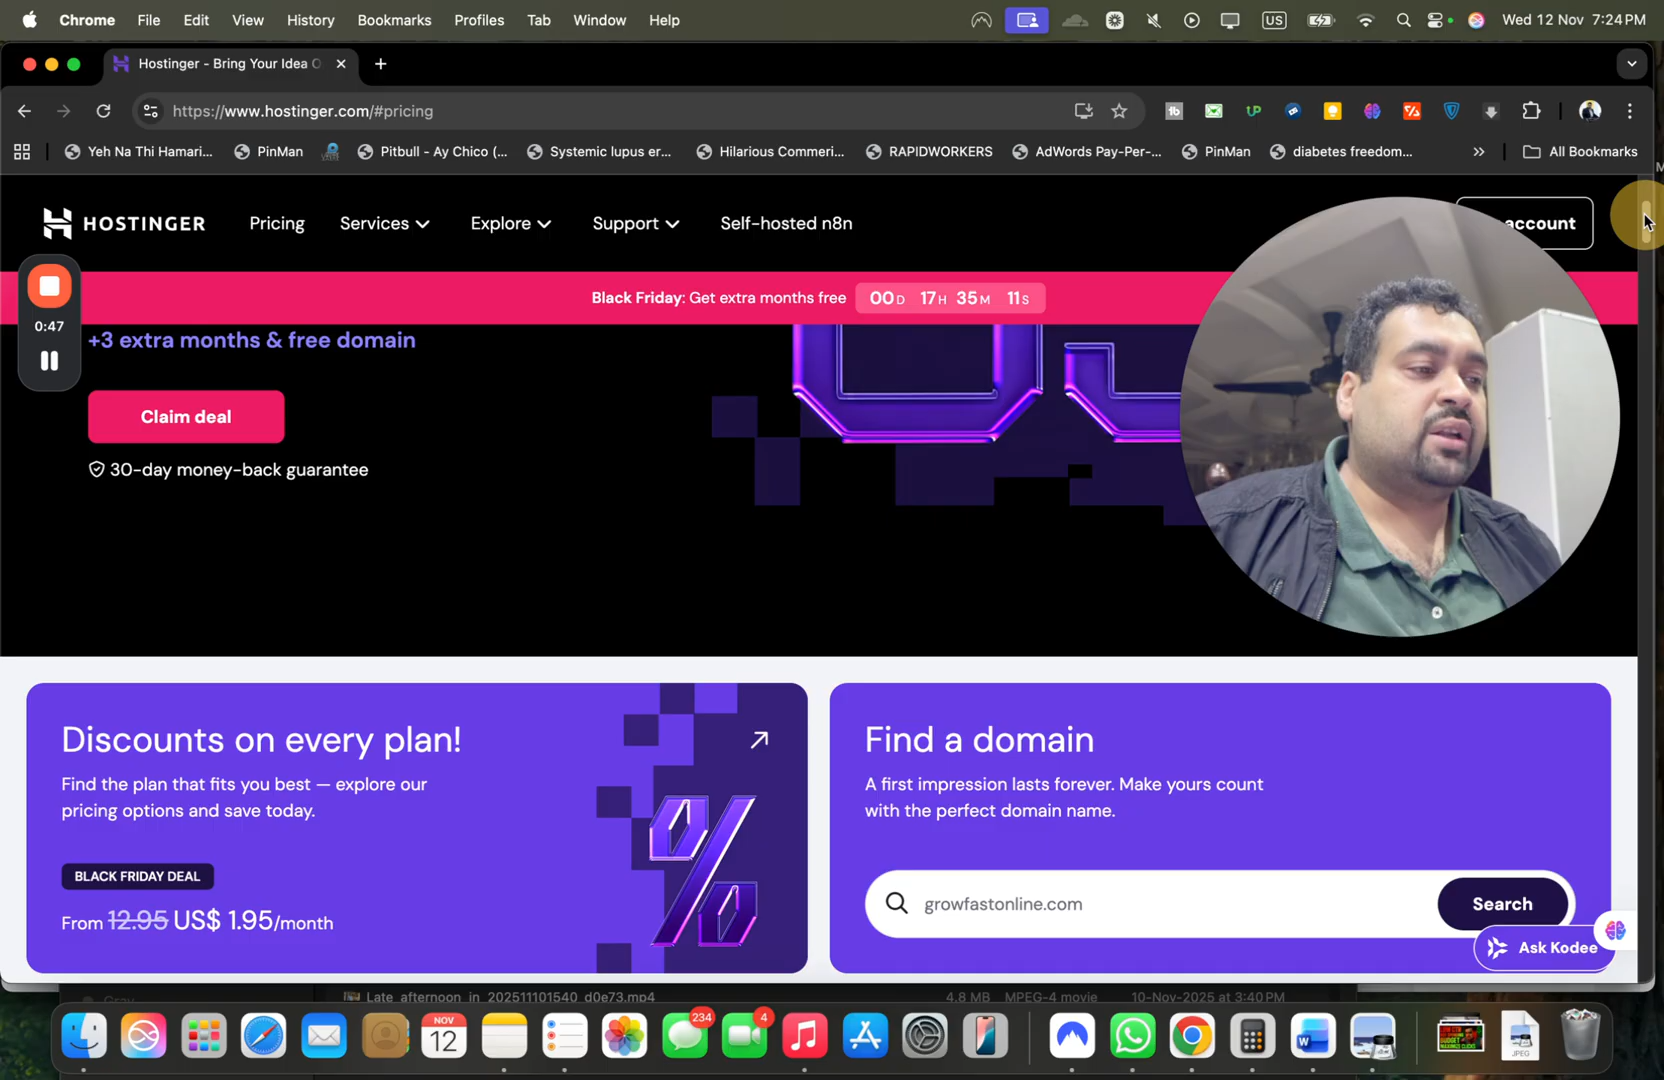 Chrome File Edit View History Bookmarks Profiles Tab Window Help US Wed 12 Nov 7:24 PM
Hostinger - Bring Your Idea O
https://www.hostinger.com/#pricing
Yeh Na Thi Hamari... PinMan Pitbull - Ay Chico (... Systemic lupus er... Hilarious Commeri... RAPIDWORKERS AdWords Pay-Per-... PinMan diabetes freedom... >> All Bookmarks
HOSTINGER Pricing Services Explore Support Self-hosted n8n account
Black Friday: Get extra months free 00D 17H 35M 11S
0:47
+3 extra months & free domain
Claim deal
30-day money-back guarantee
Discounts on every plan!
Find the plan that fits you best — explore our
pricing options and save today.
BLACK FRIDAY DEAL
From 12.95 US$ 1.95/month
%
Find a domain
A first impression lasts forever. Make yours count
with the perfect domain name.
growfastonline.com Search
Ask Kodee
Late_afternoon_in_202511101540_d0e73.mp4 4.8 MB MPEG-4 movie 10-Nov-2025 at 3:40 PM
NOV
12
234
4
JPEG